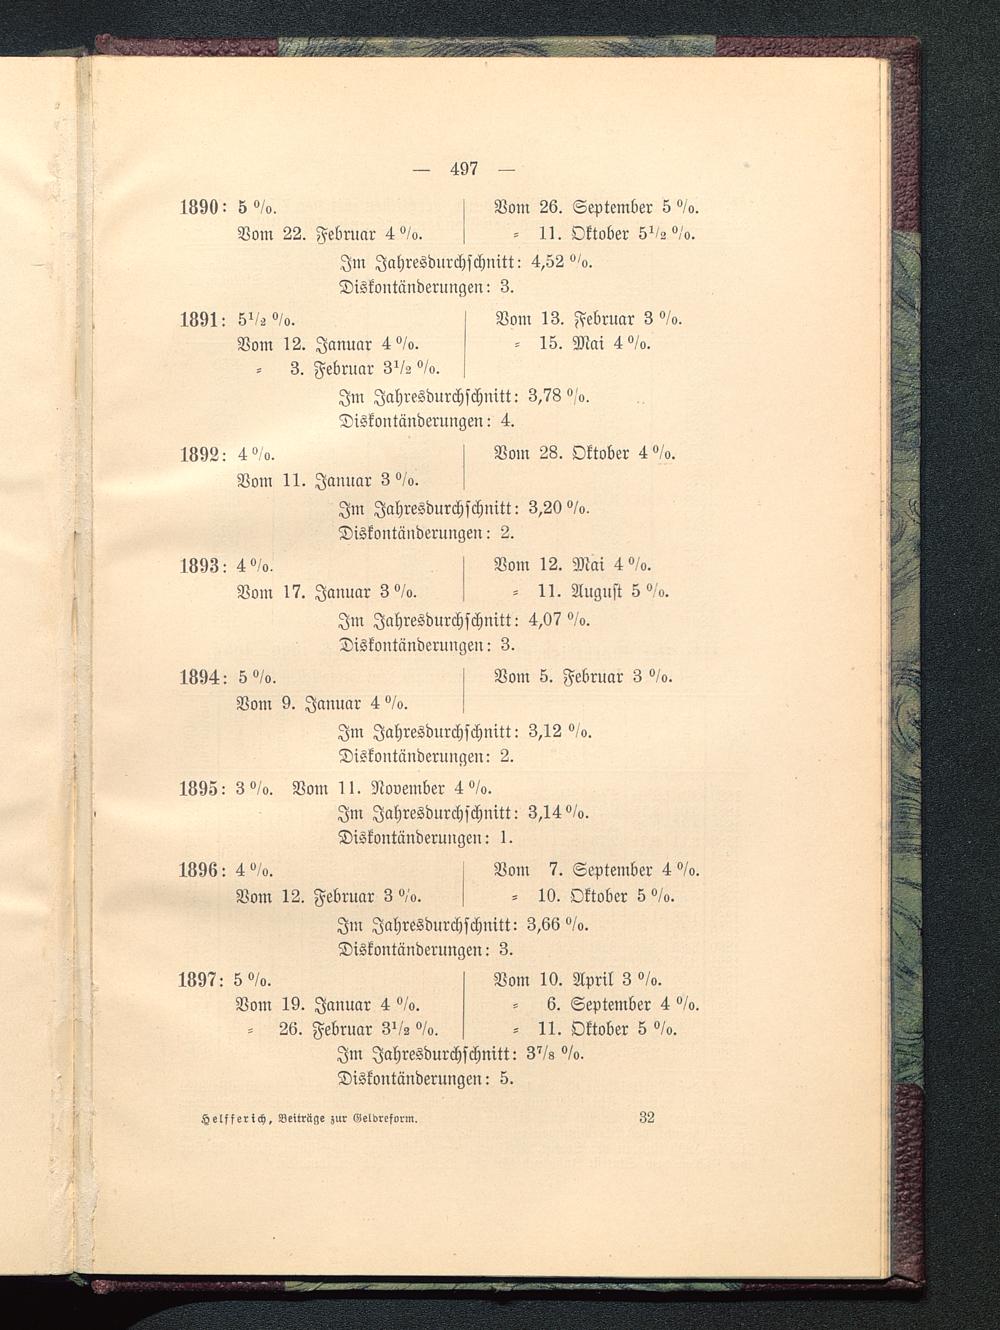 — 497 —
1890: 5 %.
Vom 22. Februar 4 %.
Vom 26. September 5 %.
⸗ 11. Oktober 5½ %.
Im Jahresdurchschnitt: 4,52 %.
Diskontänderungen: 3.
1891: 5½ %.
Vom 12. Januar 4 %.
⸗ 3. Februar 3½ %.
Vom 13. Februar 3 %.
⸗ 15. Mai 4 %.
Im Jahresdurchschnitt: 3,78 %.
Diskontänderungen: 4.
1892: 4 %.
Vom 11. Januar 3 %.
Vom 28. Oktober 4 %.
Im Jahresdurchschnitt: 3,20 %.
Diskontänderungen: 2.
1893: 4 %.
Vom 17. Januar 3 %.
Vom 12. Mai 4 %.
⸗ 11. August 5 %.
Im Jahresdurchschnitt: 4,07 %.
Diskontänderungen: 3.
1894: 5 %.
Vom 9. Januar 4 %.
Vom 5. Februar 3 %.
Im Jahresdurchschnitt: 3,12 %.
Diskontänderungen: 2.
1895: 3 %. Vom 11. November 4 %.
Im Jahresdurchschnitt: 3,14 %.
Diskontänderungen: 1.
1896: 4 %.
Vom 12. Februar 3 %.
Vom 7. September 4 %.
⸗ 10. Oktober 5 %.
Im Jahresdurchschnitt: 3,66 %.
Diskontänderungen: 3.
1897: 5 %.
Vom 19. Januar 4 %.
⸗ 26. Februar 3½ %.
Vom 10. April 3 %.
⸗ 6. September 4 %.
⸗ 11. Oktober 5 %.
Im Jahresdurchschnitt: 3⅞ %.
Diskontänderungen: 5.
Helfferich, Beiträge zur Geldreform. 32